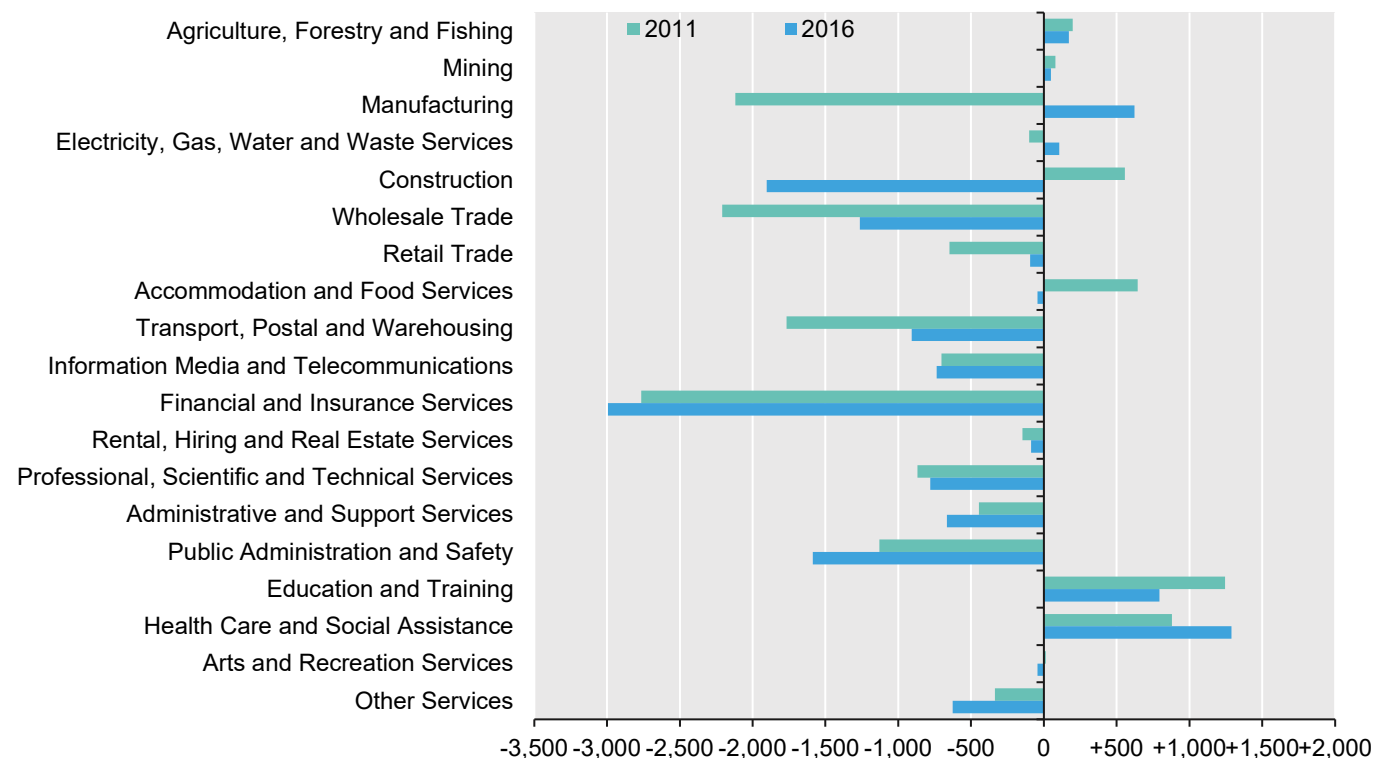 2011 2016
Agriculture, Forestry and Fishing
Mining
Manufacturing
Electricity, Gas, Water and Waste Services
Construction
Wholesale Trade
Retail Trade
Accommodation and Food Services
Transport, Postal and Warehousing
Information Media and Telecommunications
Financial and Insurance Services
Rental, Hiring and Real Estate Services
Professional, Scientific and Technical Services
Administrative and Support Services
Public Administration and Safety
Education and Training
Health Care and Social Assistance
Arts and Recreation Services
Other Services
-3,500 -3,000 -2,500 -2,000 -1,500 -1,000 -500 0 +500 +1,000 +1,500 +2,000